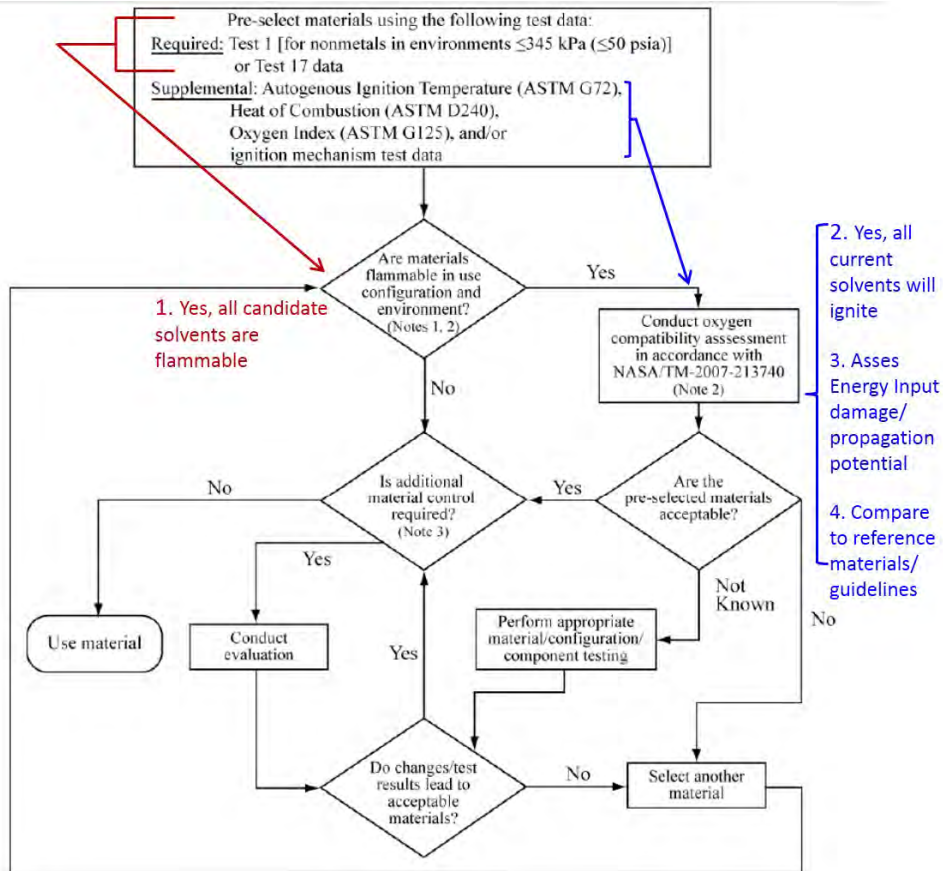 Pre-select materials using the following test data:
Required: Test 1 [for nonmetals in environments ≤345 kPa (≤50 psia)]
or Test 17 data
Supplemental: Autogenous Ignition Temperature (ASTM G72),
Heat of Combustion (ASTM D240),
Oxygen Index (ASTM G125), and/or
ignition mechanism test data
Are materials
flammable in use
configuration and
environment?
(Notes 1, 2)
Yes
No
1. Yes, all candidate
solvents are
flammable
Conduct oxygen
compatibility asssessment
in accordance with
NASA/TM-2007-213740
(Note 2)
2. Yes, all
current
solvents will
ignite
3. Asses
Energy Input
damage/
propagation
potential
4. Compare
to reference
materials/
guidelines
Is additional
material control
required?
(Note 3)
No
Yes
Yes
Are the
pre-selected materials
acceptable?
Not
Known
No
Use material
Conduct
evaluation
Yes
Perform appropriate
material/configuration/
component testing
Do changes/test
results lead to
acceptable
materials?
No
Select another
material